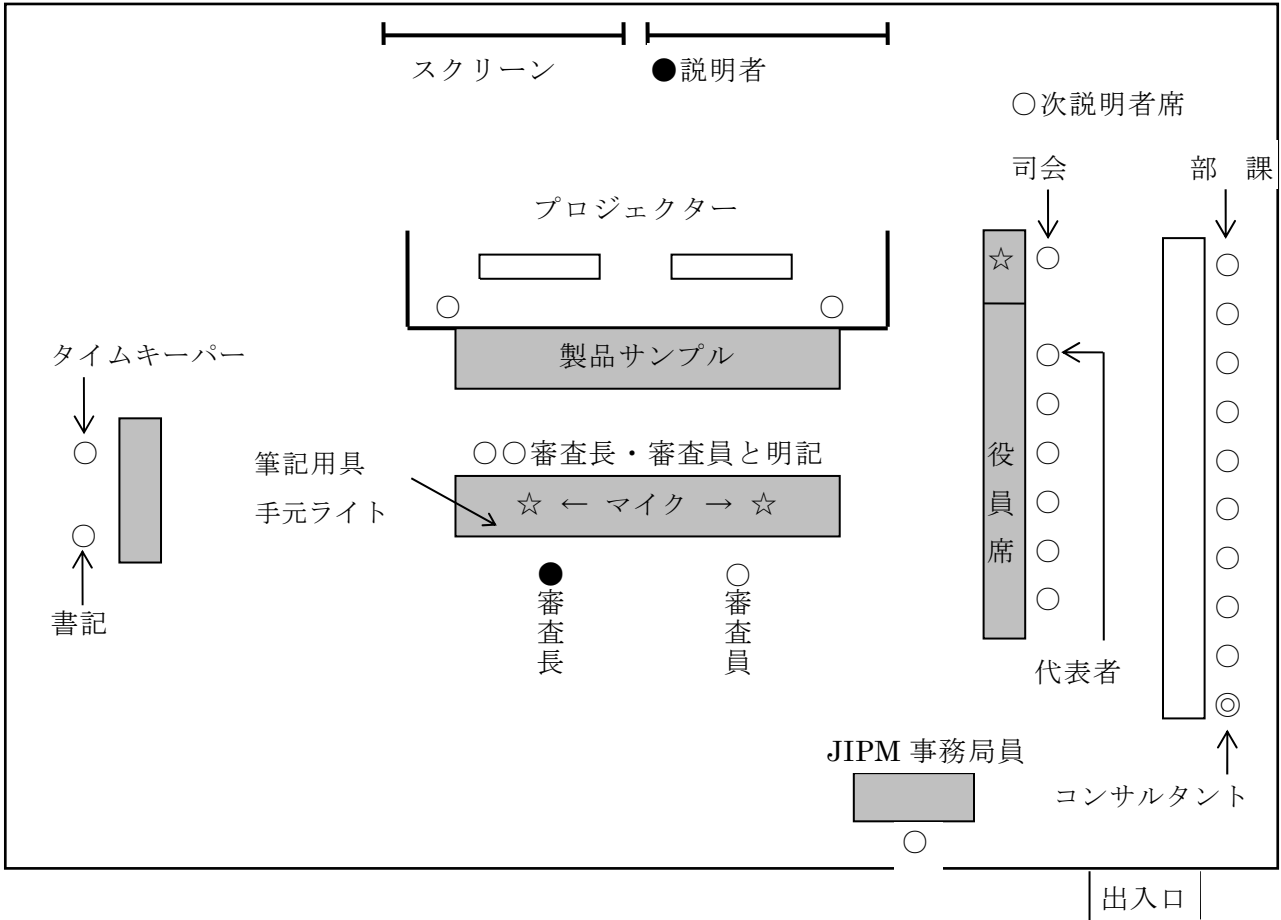 スクリーン
●説明者
○次説明者席
司会
部　課
プロジェクター
☆
製品サンプル
タイムキーパー
書記
筆記用具
手元ライト
○○審査長・審査員と明記
☆ ← マイク → ☆
審査長
審査員
役員席
代表者
JIPM 事務局員
コンサルタント
出入口